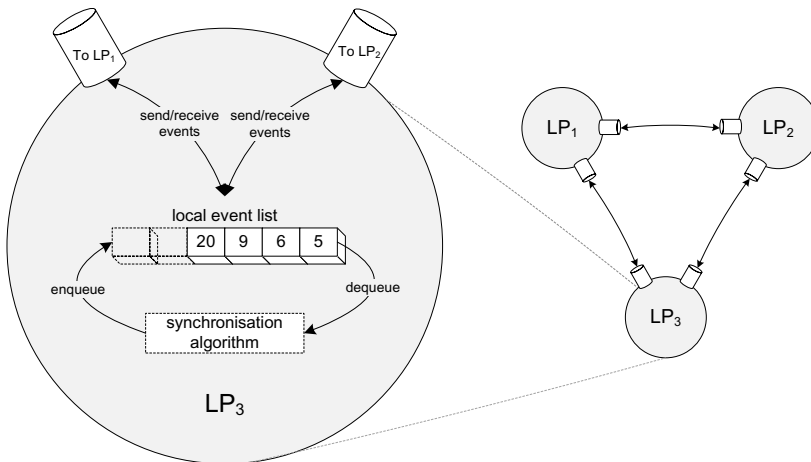 To LP₁
To LP₂
send/receive
events
send/receive
events
local event list
20 9 6 5
enqueue
dequeue
synchronisation
algorithm
LP₃
LP₁
LP₂
LP₃